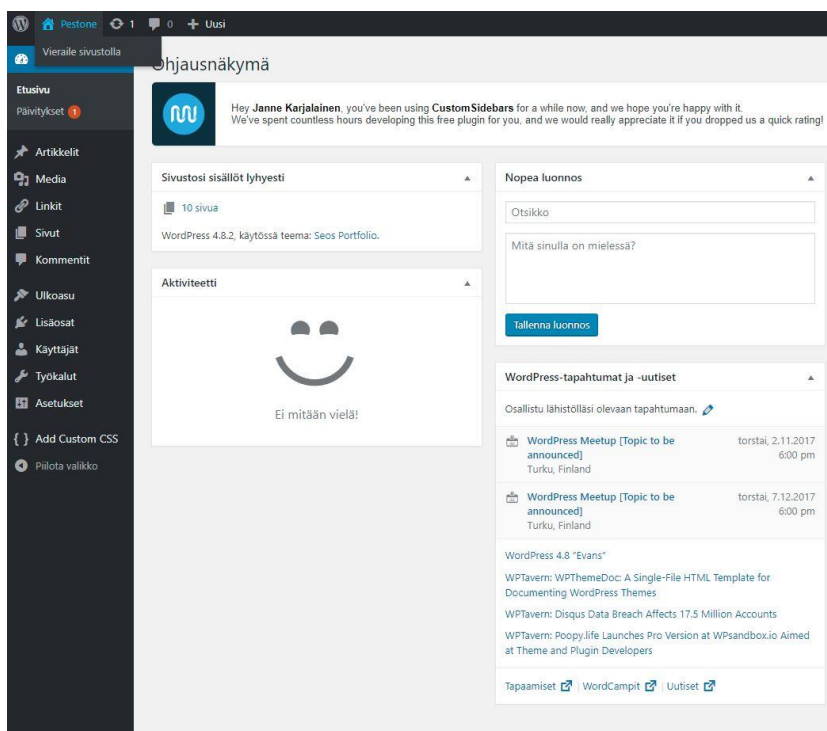 Pestone 1 0 + Uusi
Vieraile sivustolla
Ohjausnäkymä
Etusivu
Päivitykset 1
Artikkelit
Media
Linkit
Sivut
Kommentit
Ulkoasu
Lisäosat
Käyttäjät
Työkalut
Asetukset
{ } Add Custom CSS
Piilota valikko
Hey Janne Karjalainen, you've been using Custom Sidebars for a while now, and we hope you're happy with it.
We've spent countless hours developing this free plugin for you, and we would really appreciate it if you dropped us a quick rating!
Sivustosi sisällöt lyhyesti
10 sivua
WordPress 4.8.2, käytössä teema: Seos Portfolio.
Aktiviteetti
Ei mitään vielä!
Nopea luonnos
Otsikko
Mitä sinulla on mielessä?
Tallenna luonnos
WordPress-tapahtumat ja -uutiset
Osallistu lähistölläsi olevaan tapahtumaan.
WordPress Meetup [Topic to be torstai, 2.11.2017
announced] 6:00 pm
Turku, Finland
WordPress Meetup [Topic to be torstai, 7.12.2017
announced] 6:00 pm
Turku, Finland
WordPress 4.8 "Evans"
WPTavern: WPThemeDoc: A Single-File HTML Template for
Documenting WordPress Themes
WPTavern: Disqus Data Breach Affects 17.5 Million Accounts
WPTavern: Poopy.life Launches Pro Version at WPsandbox.io Aimed
at Theme and Plugin Developers
Tapaamiset | WordCampit | Uutiset